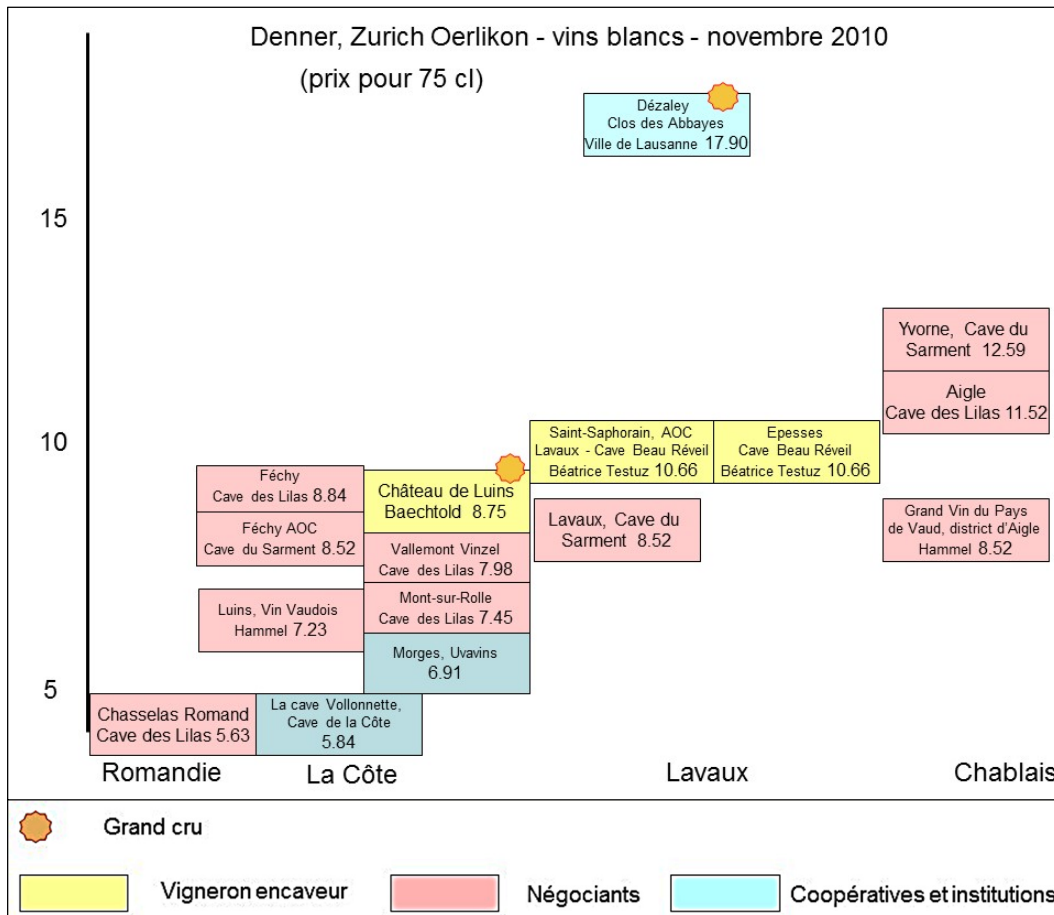 Denner, Zurich Oerlikon - vins blancs - novembre 2010
(prix pour 75 cl)
Dézaley
Clos des Abbayes
Ville de Lausanne 17.90
15
Yvorne, Cave du
Sarment 12.59
Aigle
Cave des Lilas 11.52
10
Saint-Saphorain, AOC
Lavaux - Cave Beau Réveil
Béatrice Testuz 10.66
Epesses
Cave Beau Réveil
Béatrice Testuz 10.66
Féchy
Cave des Lilas 8.84
Château de Luins
Baechtold 8.75
Féchy AOC
Cave du Sarment 8.52
Lavaux, Cave du
Sarment 8.52
Grand Vin du Pays
de Vaud, district d'Aigle
Hammel 8.52
Vallemont Vinzel
Cave des Lilas 7.98
Luins, Vin Vaudois
Hammel 7.23
Mont-sur-Rolle
Cave des Lilas 7.45
Morges, Uvavins
6.91
5
Chasselas Romand
Cave des Lilas 5.63
La cave Vollonnette,
Cave de la Côte
5.84
Romandie
La Côte
Lavaux
Chablais
Grand cru
Vigneron encaveur
Négociants
Coopératives et institutions